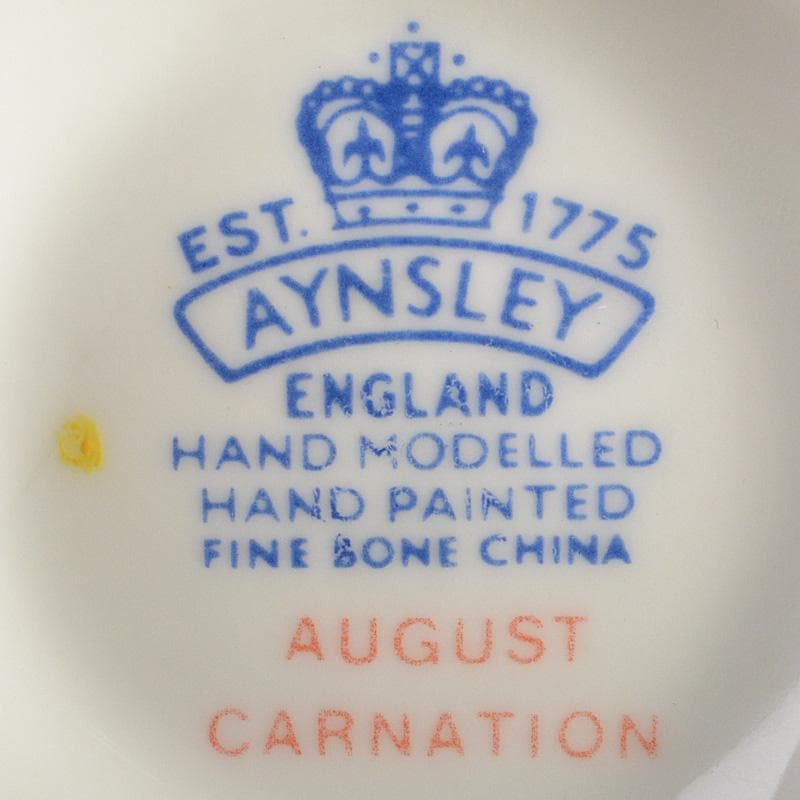 EST. 1775
AYNSLEY
ENGLAND
HAND MODELLED
HAND PAINTED
FINE BONE CHINA
AUGUST
CARNATION